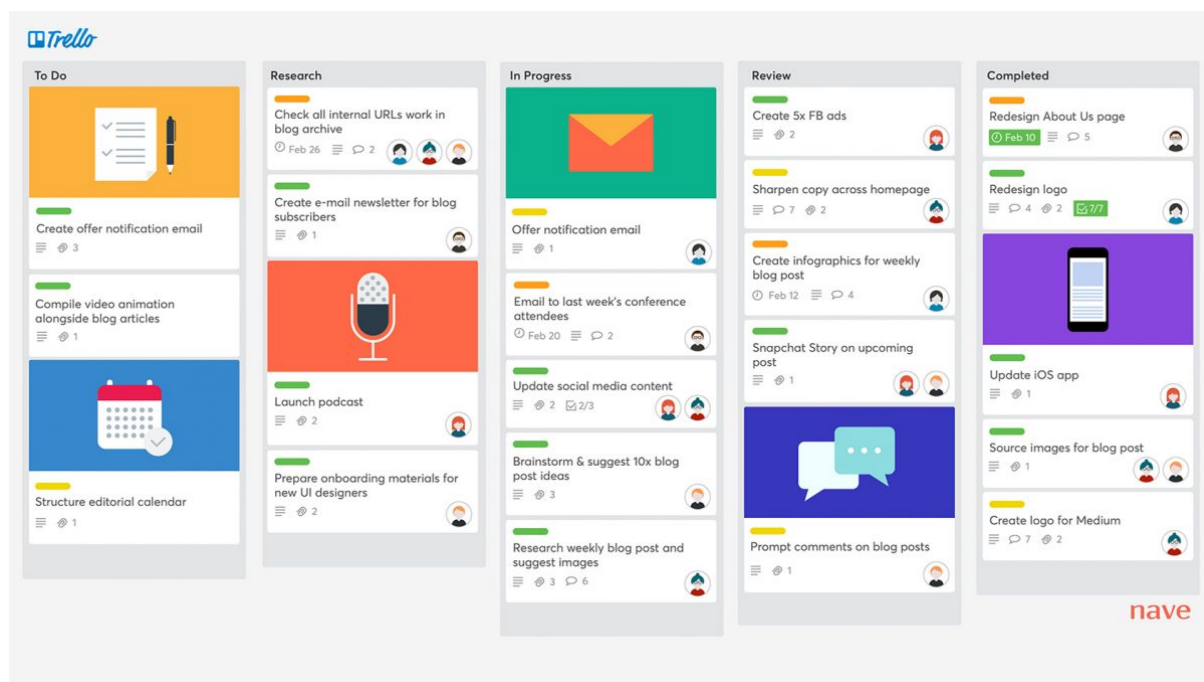 Trello
To Do
Create offer notification email
3
Compile video animation
alongside blog articles
1
Structure editorial calendar
1
Research
Check all internal URLs work in
blog archive
Feb 26 2
Create e-mail newsletter for blog
subscribers
1
Launch podcast
2
Prepare onboarding materials for
new UI designers
2
In Progress
Offer notification email
1
Email to last week's conference
attendees
Feb 20 2
Update social media content
2 2/3
Brainstorm & suggest 10x blog
post ideas
3
Research weekly blog post and
suggest images
3 6
Review
Create 5x FB ads
2
Sharpen copy across homepage
7 2
Create infographics for weekly
blog post
Feb 12 4
Snapchat Story on upcoming
post
1
Prompt comments on blog posts
1
Completed
Redesign About Us page
Feb 10 5
Redesign logo
4 2 7/7
Update iOS app
1
Source images for blog post
1
Create logo for Medium
7 2
nave